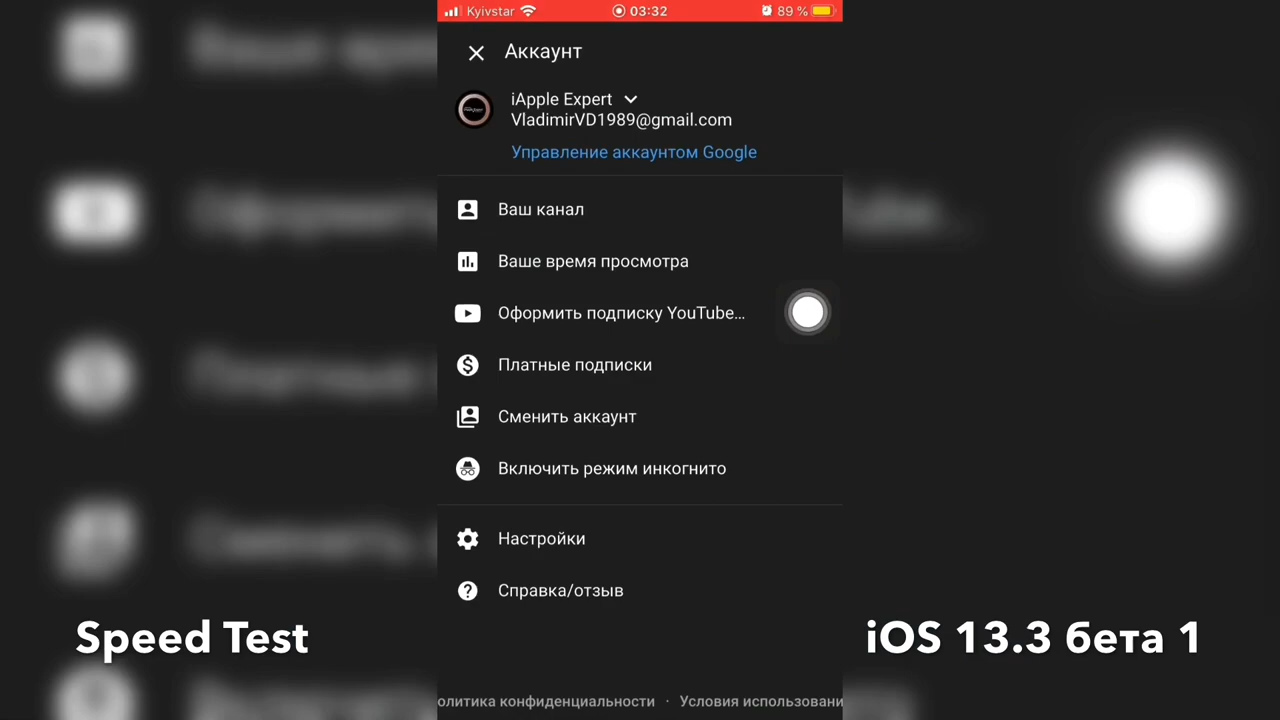 Kyivstar 03:32 89 %
Аккаунт
iApple Expert
VladimirVD1989@gmail.com
Управление аккаунтом Google
Ваш канал
Ваше время просмотра
Оформить подписку YouTube...
Платные подписки
Сменить аккаунт
Включить режим инкогнито
Настройки
Справка/отзыв
Speed Test
iOS 13.3 бета 1
олитика конфиденциальности · Условия использовани